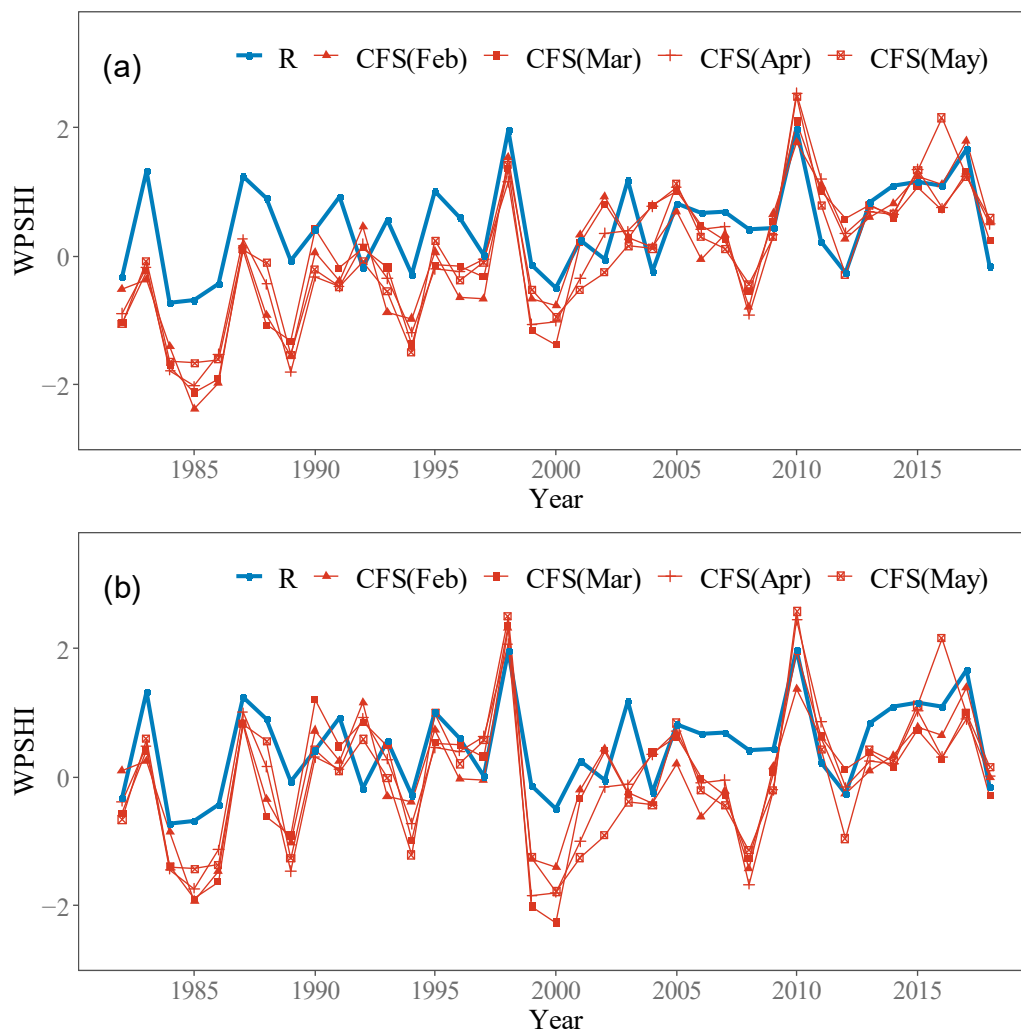 (a) R CFS(Feb) CFS(Mar) CFS(Apr) CFS(May)
2
0
−2
WPSHI
1985 1990 1995 2000 2005 2010 2015
Year
(b) R CFS(Feb) CFS(Mar) CFS(Apr) CFS(May)
2
0
−2
WPSHI
1985 1990 1995 2000 2005 2010 2015
Year